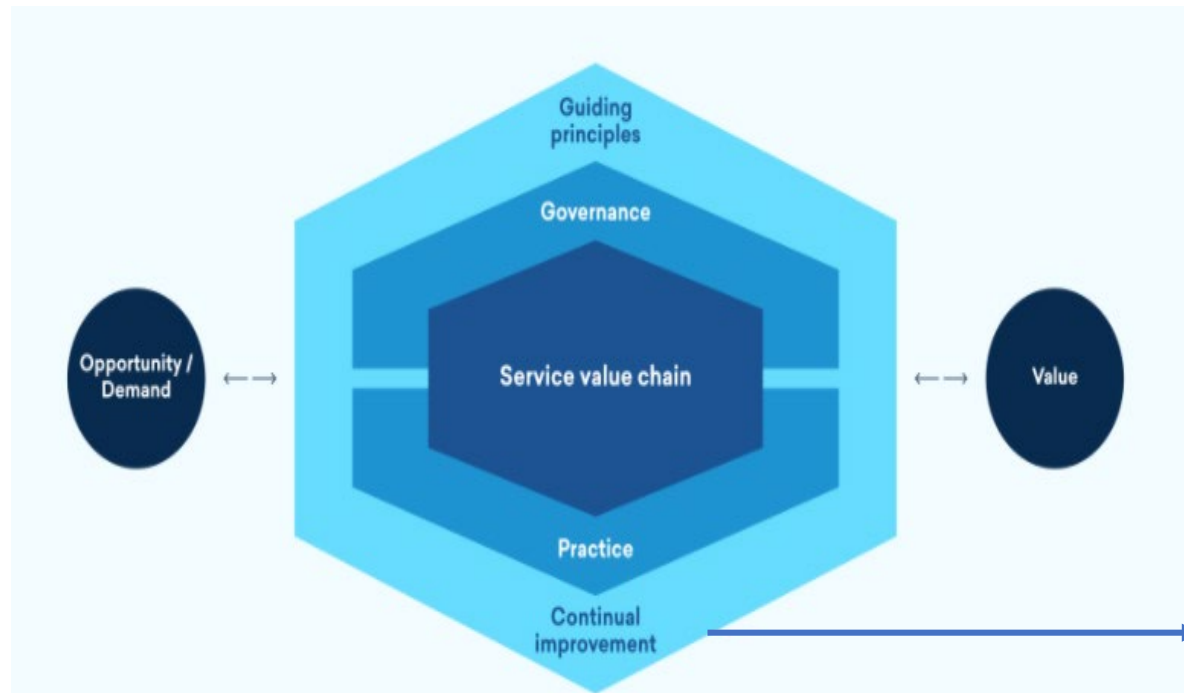 Guiding
principles
Governance
Opportunity /
Demand
Service value chain
Value
Practice
Continual
improvement